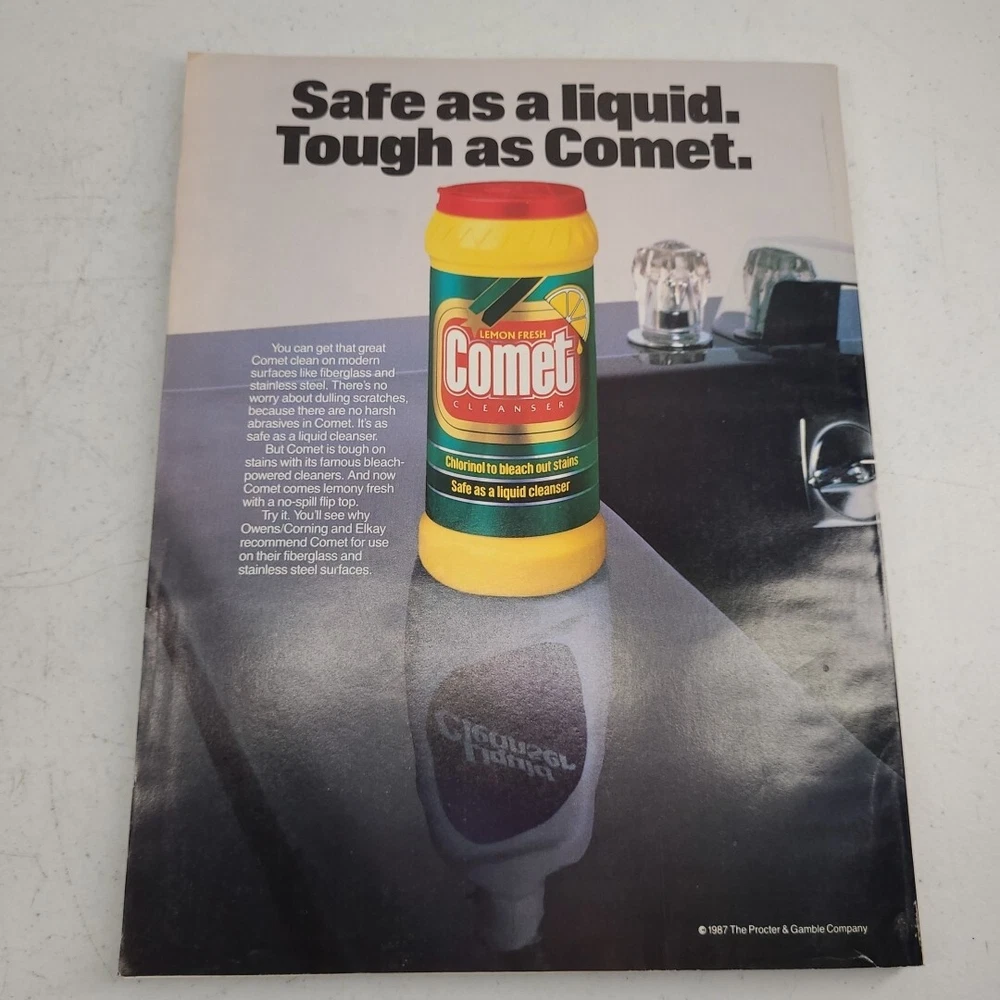 Safe as a liquid.
Tough as Comet.
LEMON FRESH
Comet
CLEANSER
Chlorinol to bleach out stains
Safe as a liquid cleanser
You can get that great
Comet clean on modern
surfaces like fiberglass and
stainless steel. There's no
worry about dulling scratches,
because there are no harsh
abrasives in Comet. It's as
safe as a liquid cleanser.
But Comet is tough on
stains with its famous bleach-
powered cleaners. And now
Comet comes lemony fresh
with a no-spill flip top.
Try it. You'll see why
Owens/Corning and Elkay
recommend Comet for use
on their fiberglass and
stainless steel surfaces.
Liquid
Cleanser
© 1987 The Procter & Gamble Company